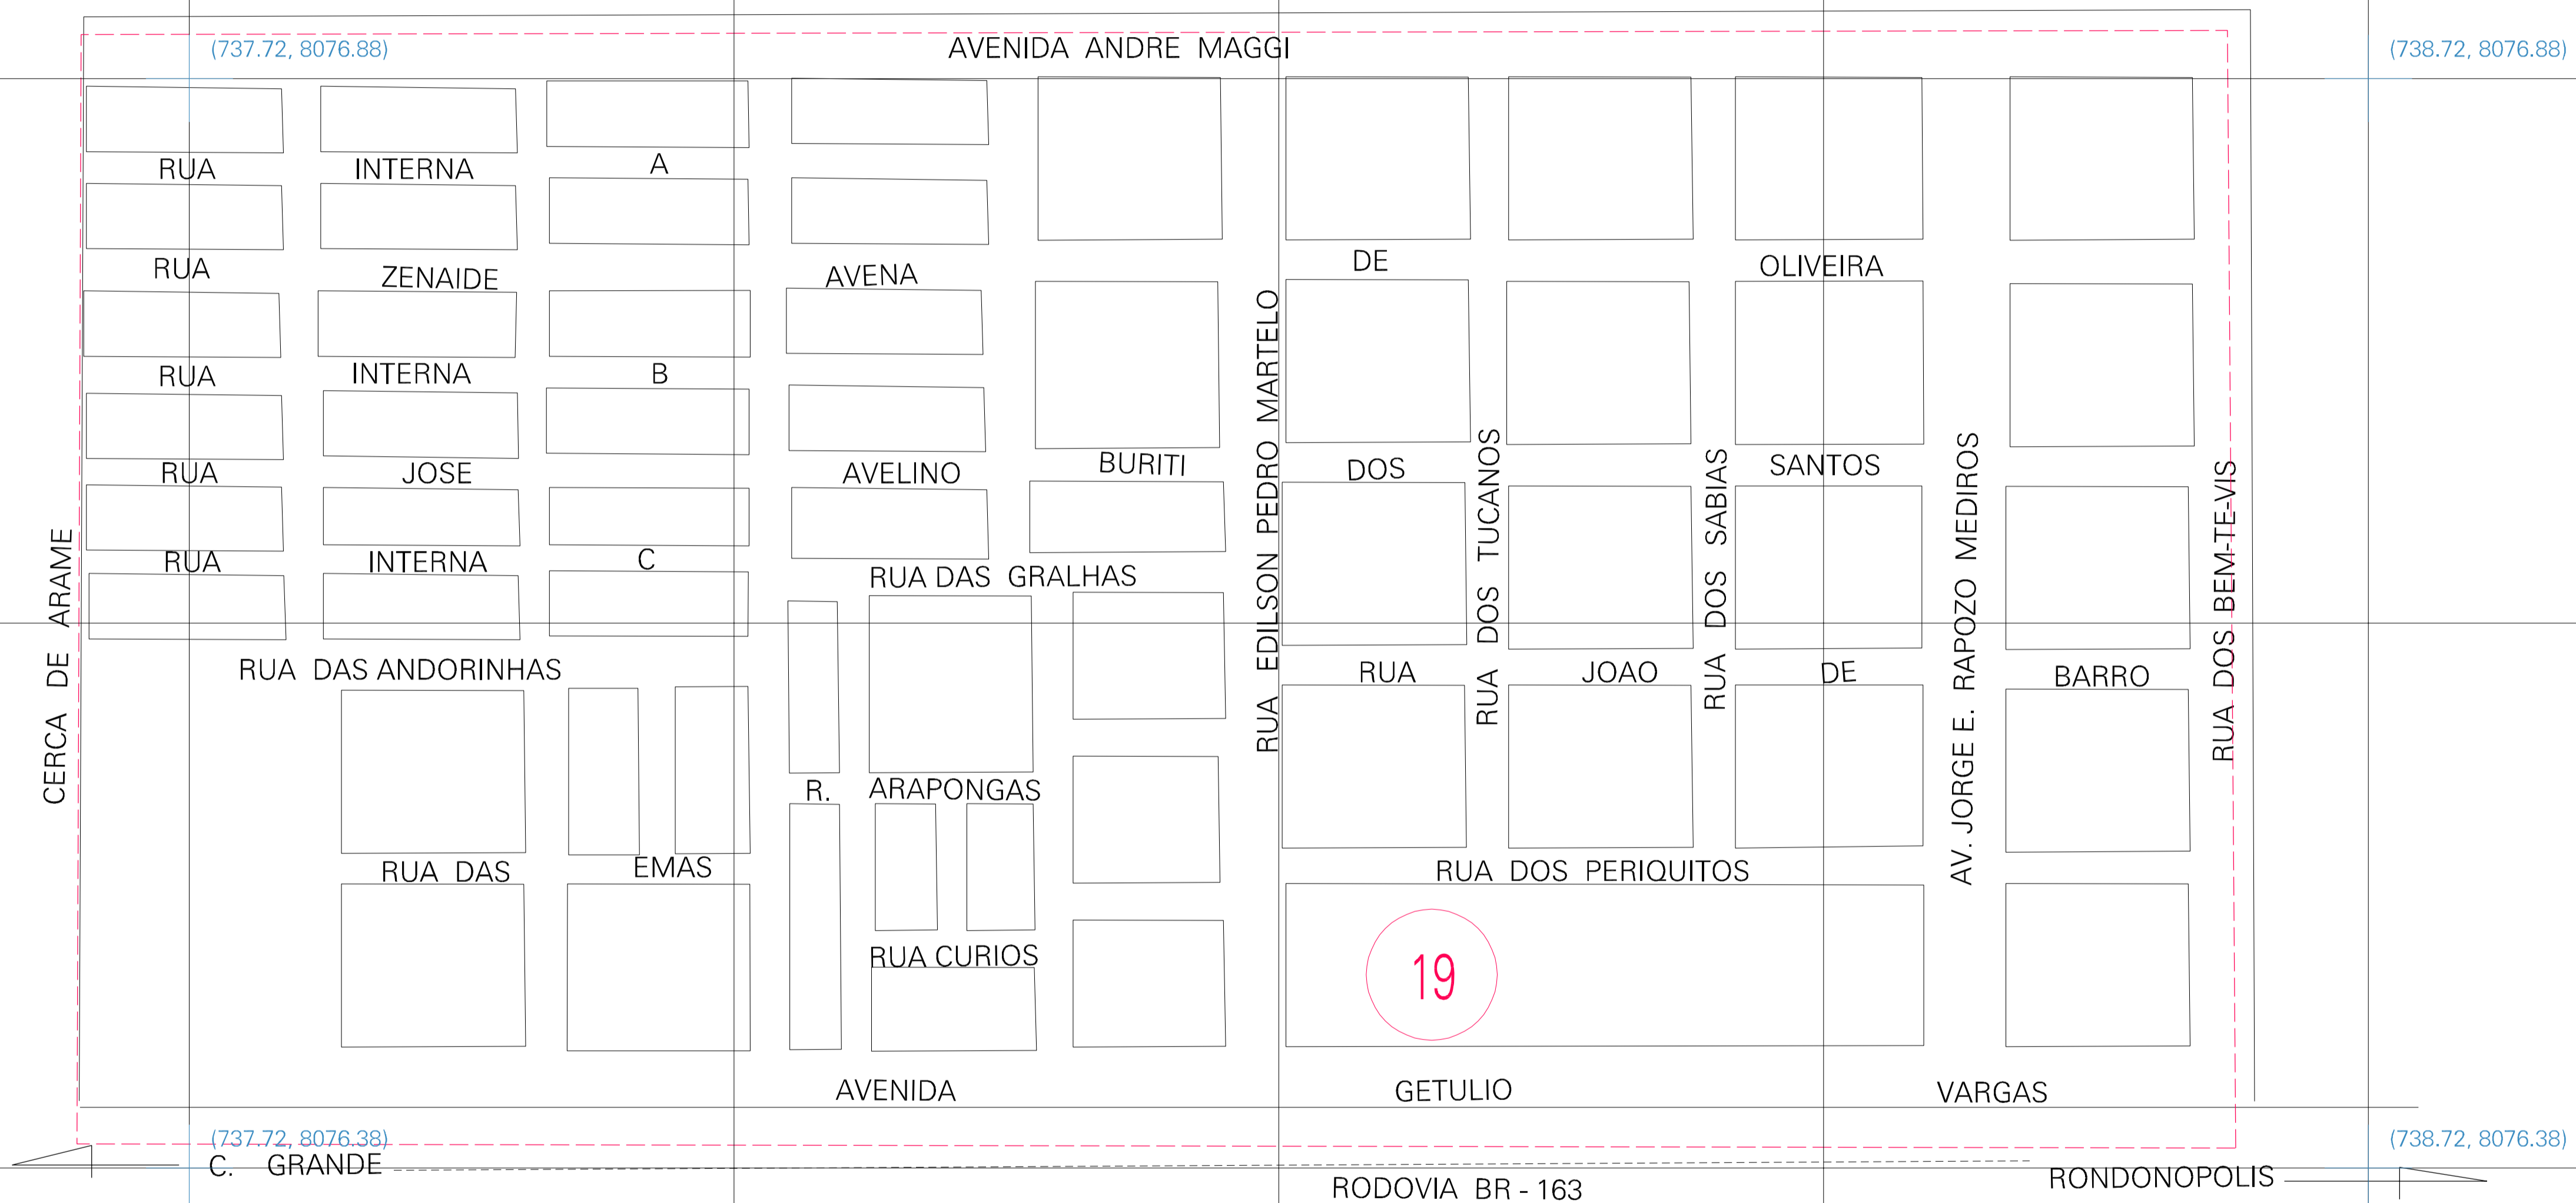 (737.72, 8076.88)
AVENIDA ANDRE MAGGI
(738.72, 8076.88)
RUA INTERNA A
RUA ZENAIDE AVENA DE OLIVEIRA
RUA INTERNA B
RUA JOSE AVELINO BURITI DOS SANTOS
RUA INTERNA C
RUA DAS GRALHAS
RUA DAS ANDORINHAS
RUA JOAO DE BARRO
R. ARAPONGAS
RUA DAS EMAS
RUA DOS PERIQUITOS
RUA CURIOS
19
CERCA DE ARAME
RUA EDILSON PEDRO MARTELO
RUA DOS TUCANOS
RUA DOS SABIAS
AV. JORGE E. RAPOZO MEDIROS
RUA DOS BEM-TE-VIS
AVENIDA GETULIO VARGAS
(737.72, 8076.38)
(738.72, 8076.38)
C. GRANDE
RONDONOPOLIS
RODOVIA BR - 163